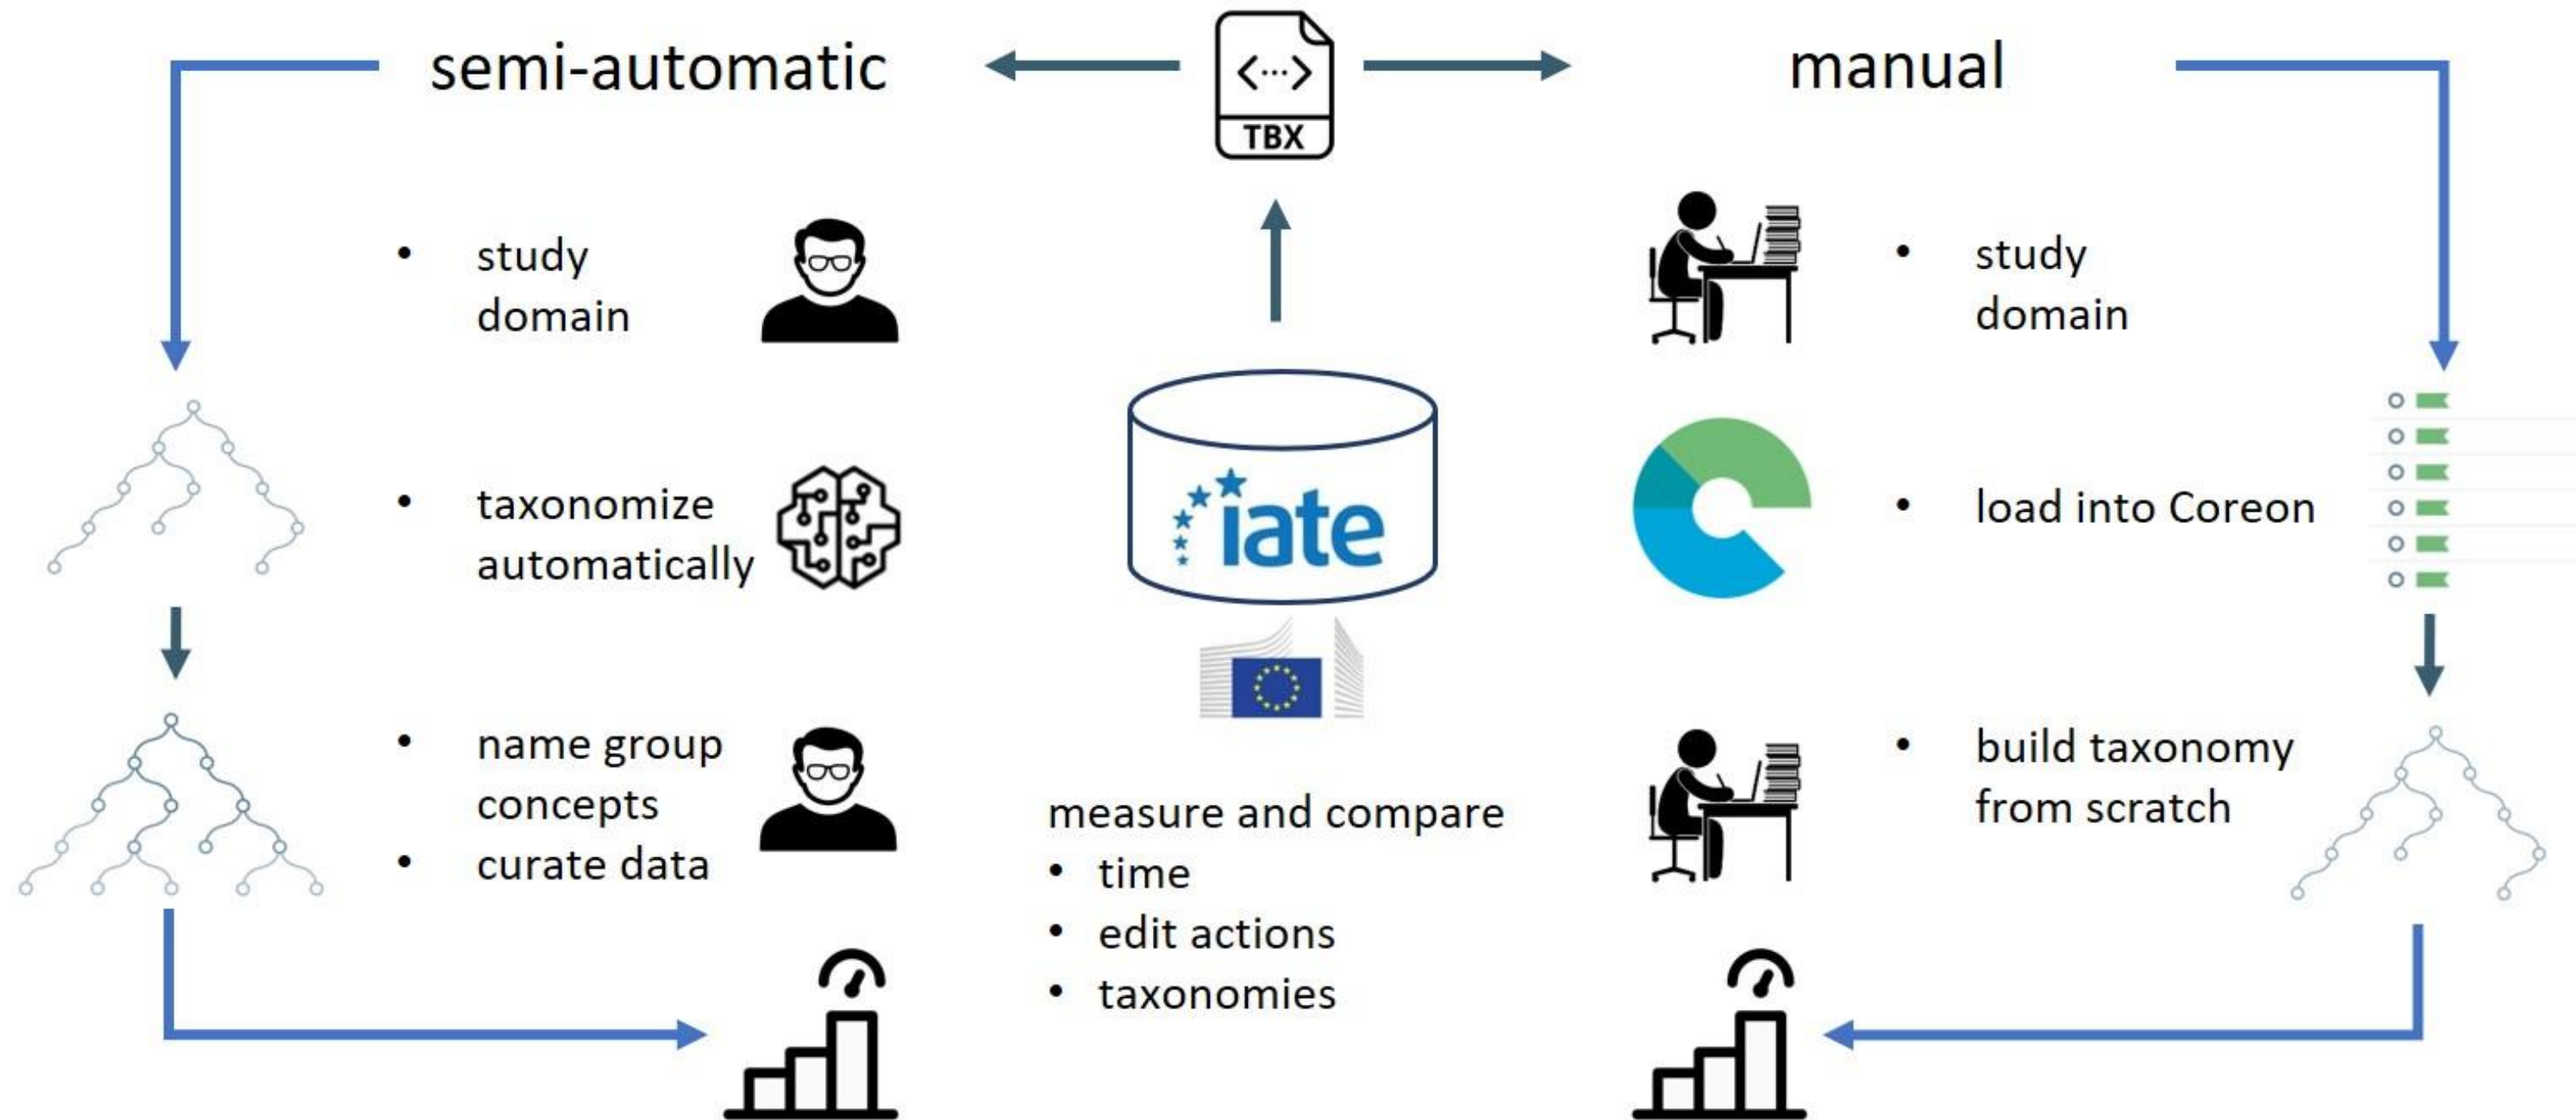 semi-automatic
<···>
TBX
manual
• study
domain
• taxonomize
automatically
• name group
concepts
• curate data
iate
measure and compare
• time
• edit actions
• taxonomies
• study
domain
• load into Coreon
• build taxonomy
from scratch